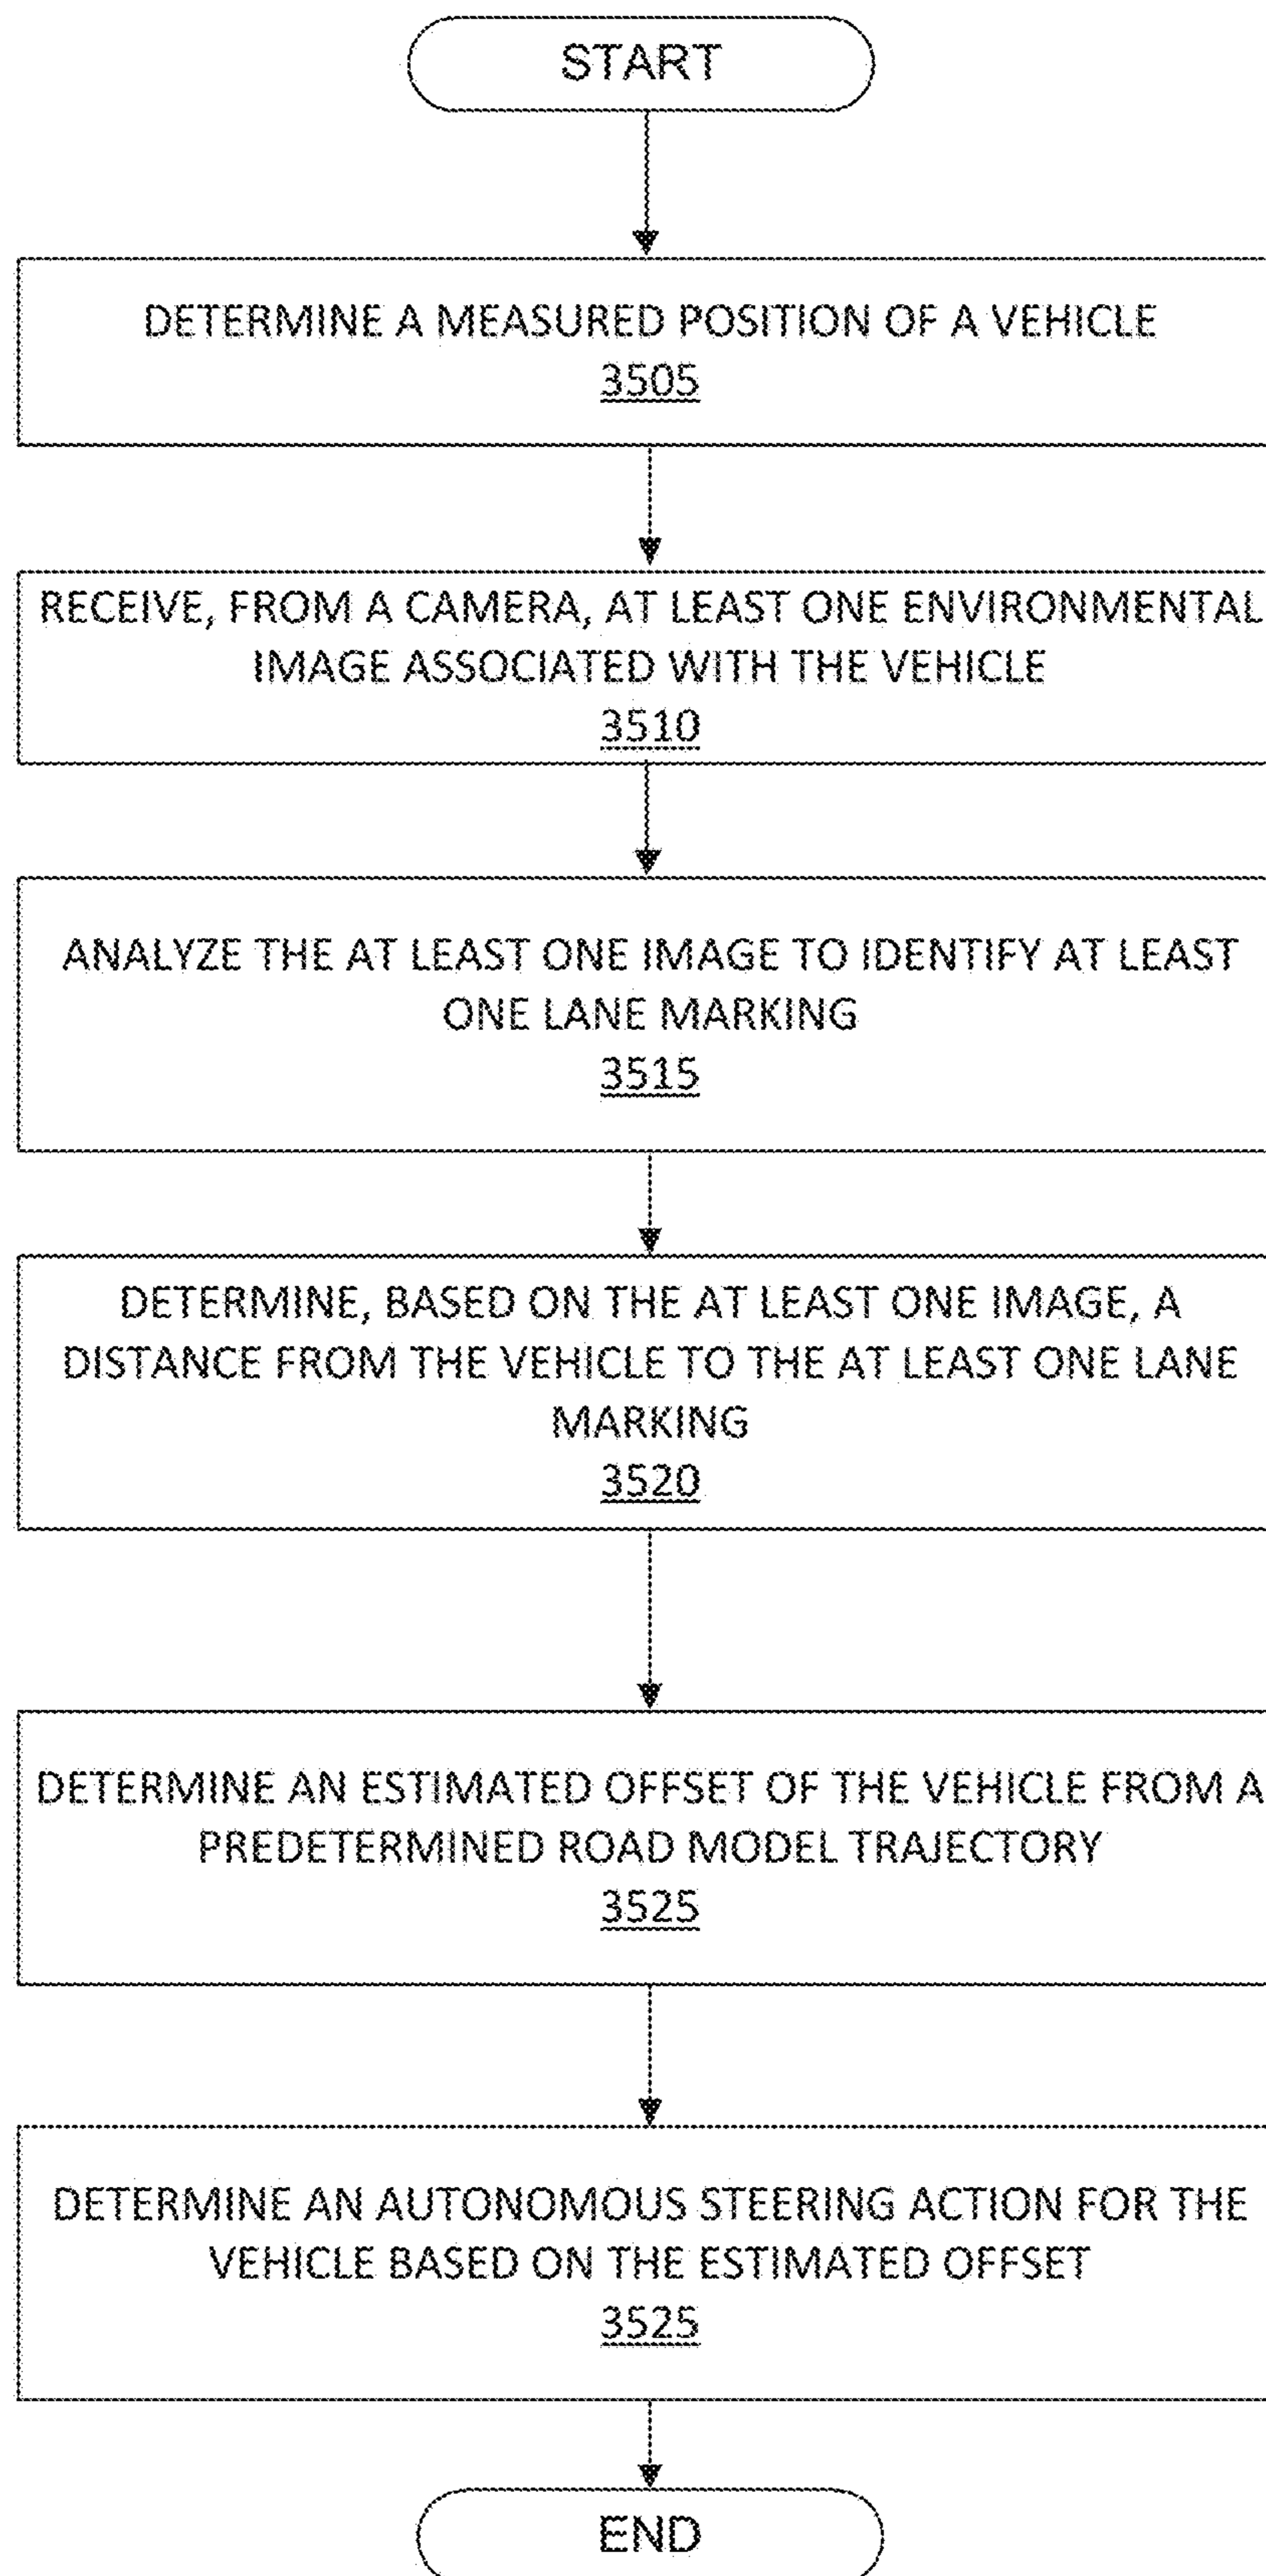 START
DETERMINE A MEASURED POSITION OF A VEHICLE
3505
RECEIVE, FROM A CAMERA, AT LEAST ONE ENVIRONMENTAL
IMAGE ASSOCIATED WITH THE VEHICLE
3510
ANALYZE THE AT LEAST ONE IMAGE TO IDENTIFY AT LEAST
ONE LANE MARKING
3515
DETERMINE, BASED ON THE AT LEAST ONE IMAGE, A
DISTANCE FROM THE VEHICLE TO THE AT LEAST ONE LANE
MARKING
3520
DETERMINE AN ESTIMATED OFFSET OF THE VEHICLE FROM A
PREDETERMINED ROAD MODEL TRAJECTORY
3525
DETERMINE AN AUTONOMOUS STEERING ACTION FOR THE
VEHICLE BASED ON THE ESTIMATED OFFSET
3525
END